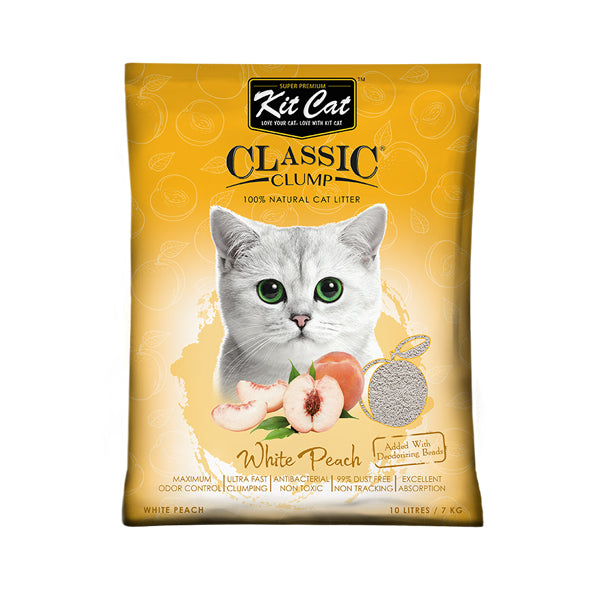 SUPER PREMIUM
Kit Cat™
LOVE YOUR CAT. LOVE WITH KIT CAT
CLASSIC®
CLUMP
100% NATURAL CAT LITTER
White Peach
Added With
Deodorizing Beads
MAXIMUM ODOR CONTROL
ULTRA FAST CLUMPING
ANTIBACTERIAL NON TOXIC
99% DUST FREE NON TRACKING
EXCELLENT ABSORPTION
WHITE PEACH
10 LITRES / 7 KG